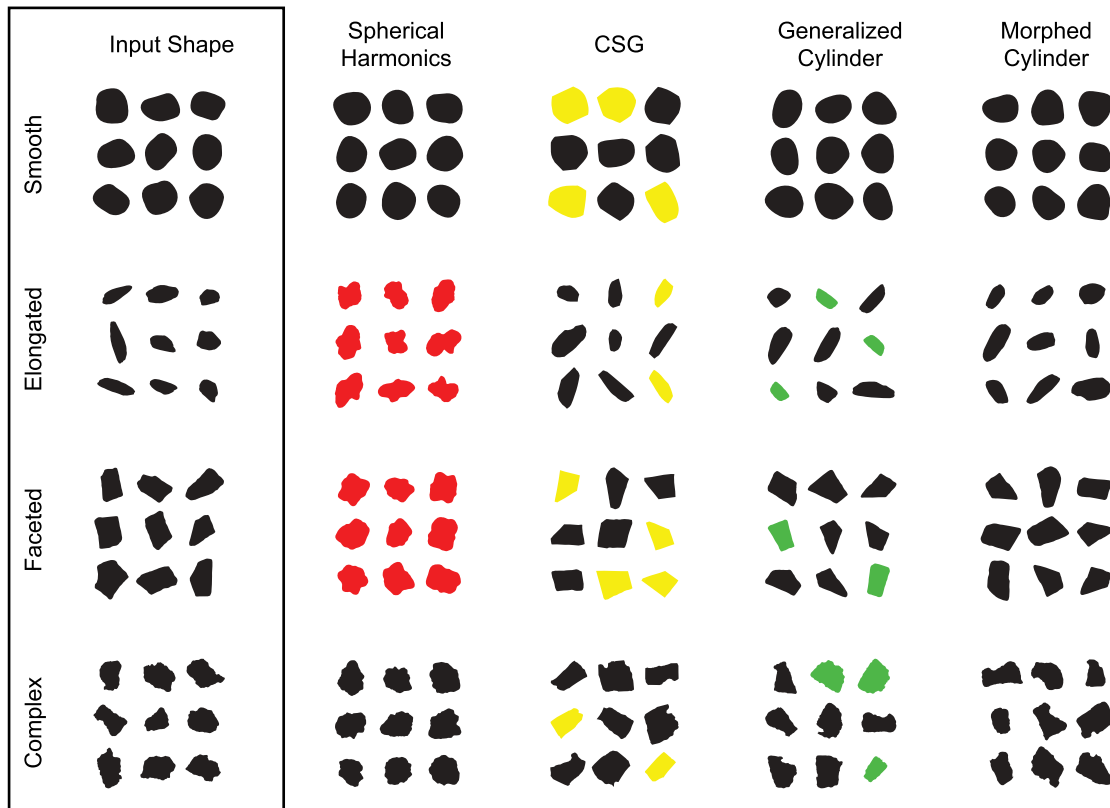 Input Shape
Spherical
Harmonics
CSG
Generalized
Cylinder
Morphed
Cylinder
Smooth
Elongated
Faceted
Complex